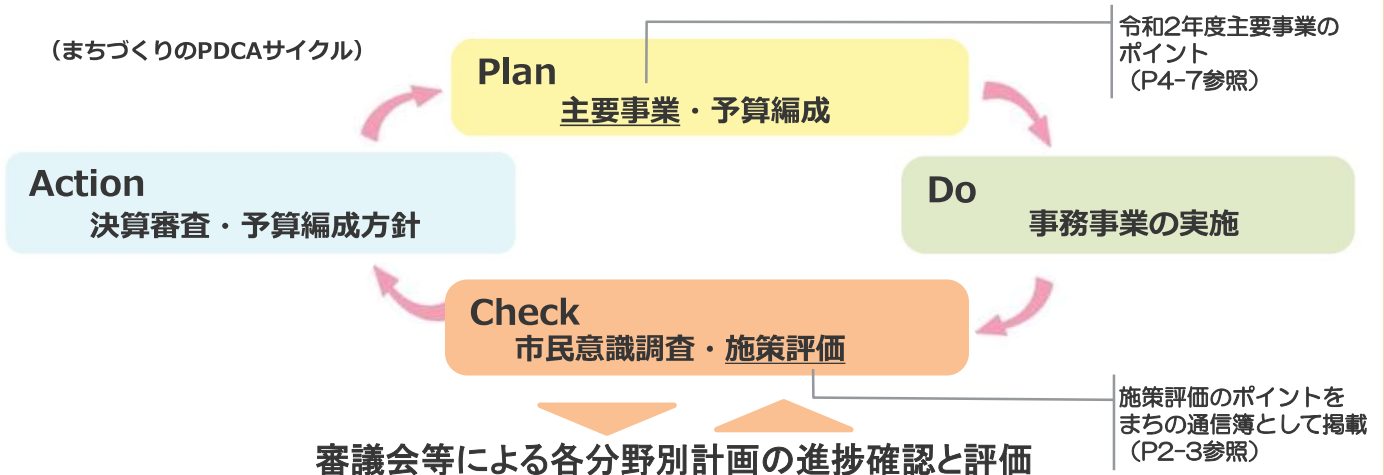 （まちづくりのPDCAサイクル）
Plan
主要事業・予算編成
令和2年度主要事業の
ポイント
（P4-7参照）
Do
事務事業の実施
Check
市民意識調査・施策評価
施策評価のポイントを
まちの通信簿として掲載
（P2-3参照）
Action
決算審査・予算編成方針
審議会等による各分野別計画の進捗確認と評価